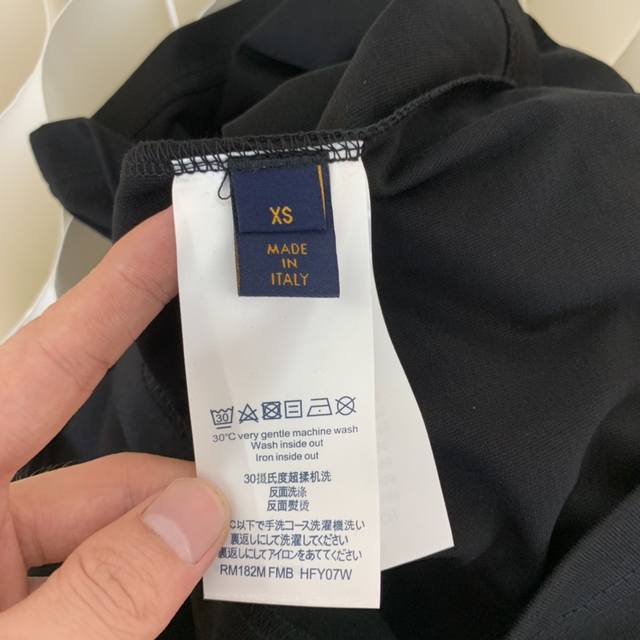 XS
MADE
IN
ITALY
30
30°C very gentle machine wash
Wash inside out
Iron inside out
30摄氏度超揉机洗
反面洗涤
反面熨烫
C以下で手洗コース洗濯機洗い
裏返しにして洗濯してください
裏返しにしてアイロンをあててください
RM182M FMB HFY07W